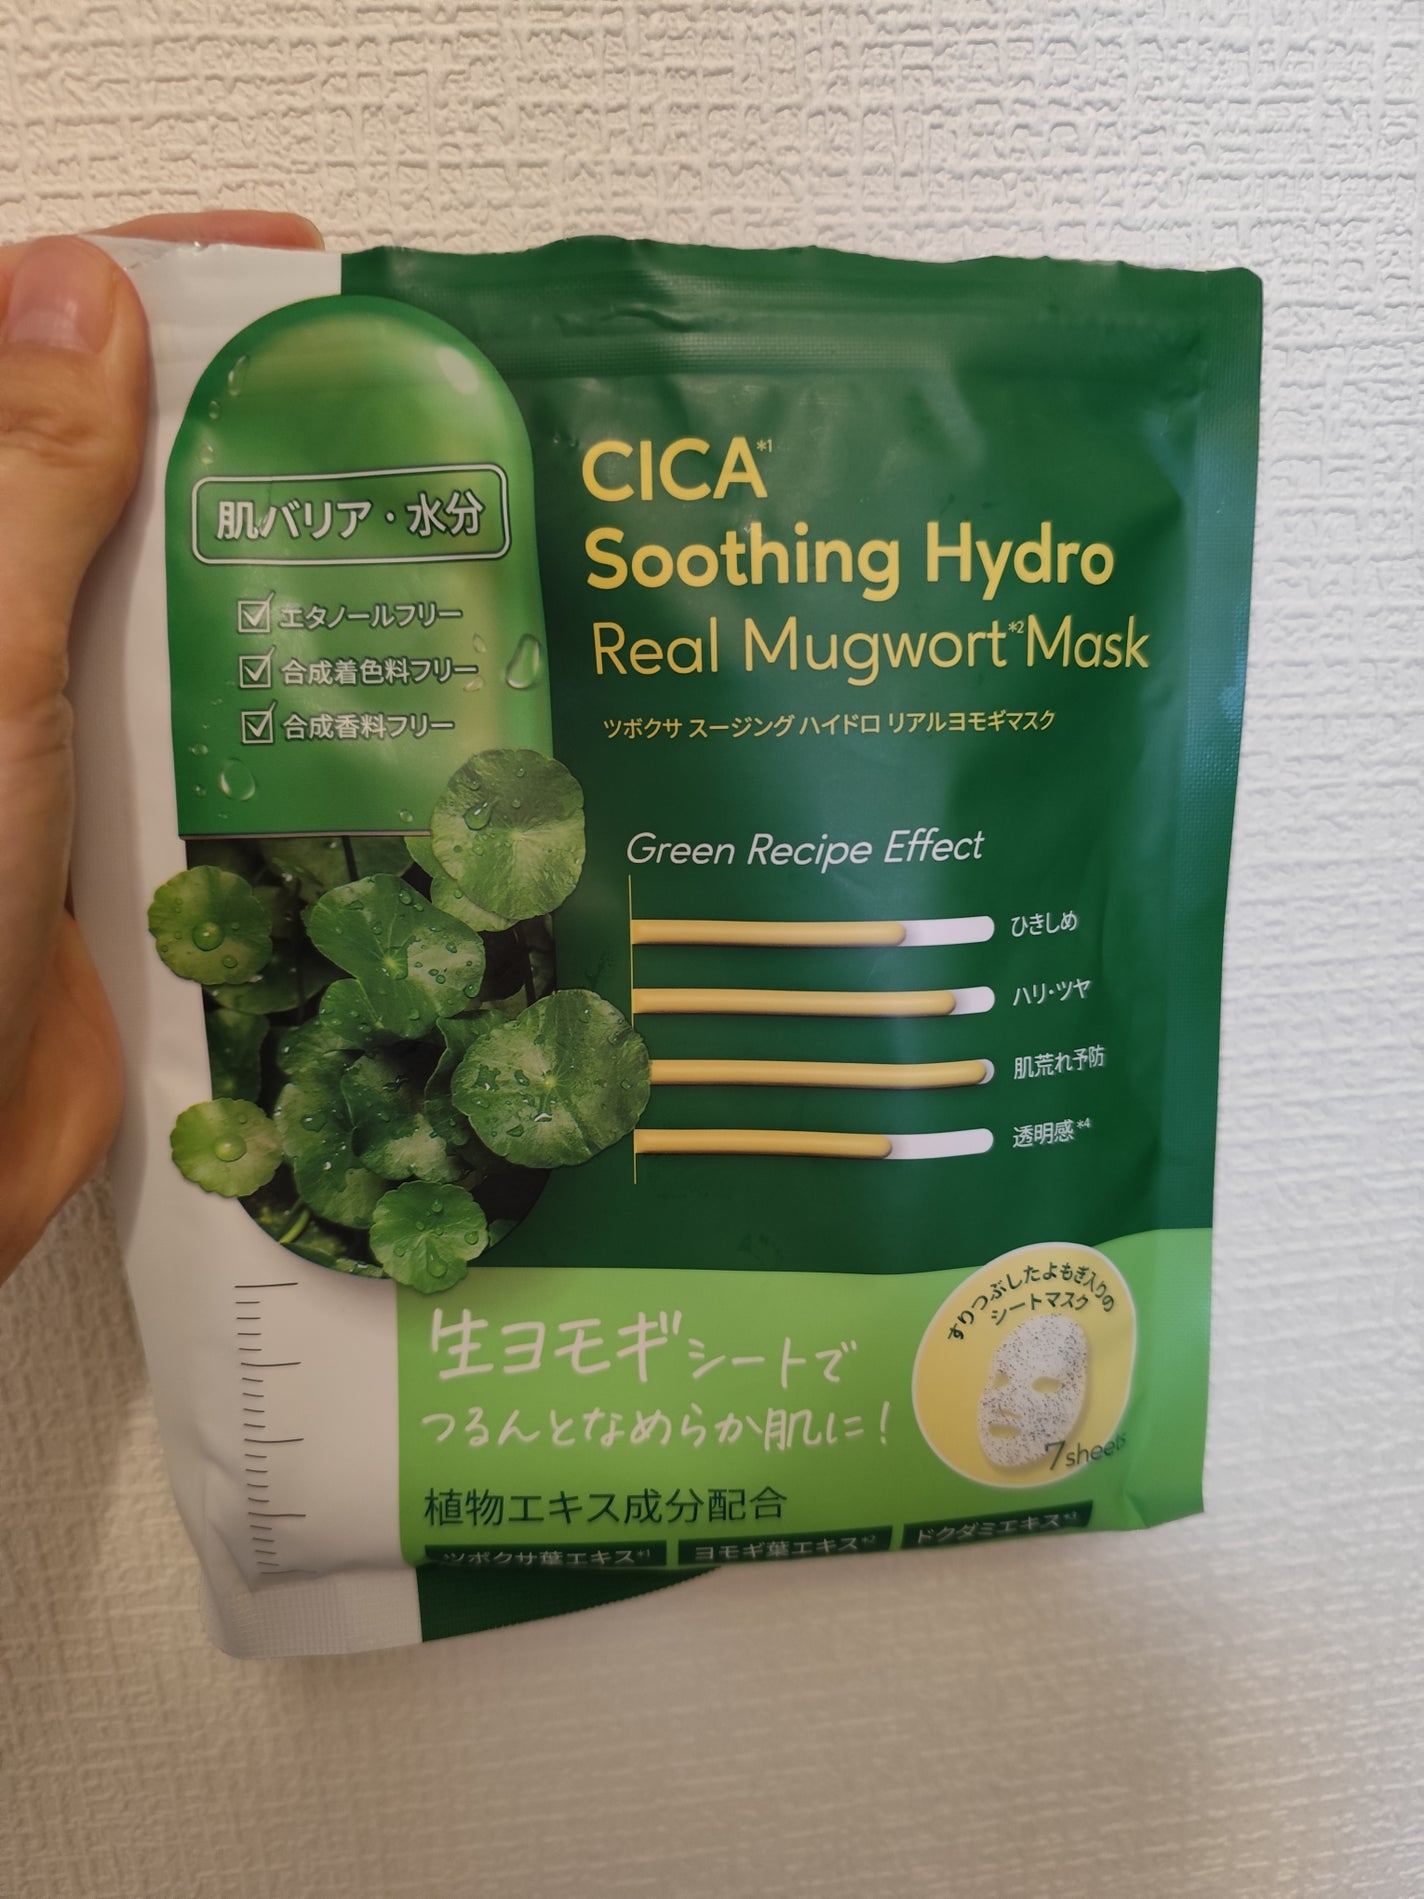 肌バリア・水分
エタノールフリー
合成着色料フリー
合成香料フリー
CICA*1
Soothing Hydro
Real Mugwort*2 Mask
ツボクサ スージング ハイドロ リアルヨモギマスク
Green Recipe Effect
ひきしめ
ハリ・ツヤ
肌荒れ予防
透明感*4
生ヨモギシートで
つるんとなめらか肌に!
すりつぶしたよもぎ入りの
シートマスク
7sheets
植物エキス成分配合
ツボクサ葉エキス*1
ヨモギ葉エキス*2
ドクダミエキス*3